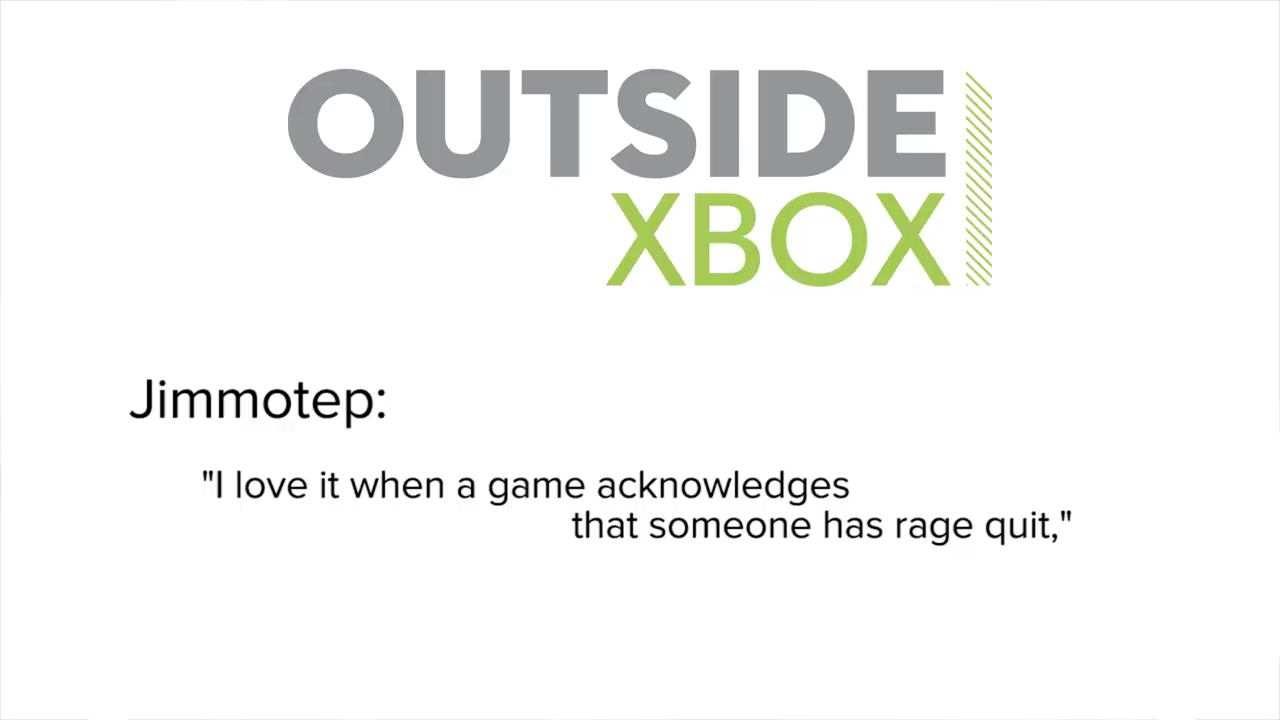 OUTSIDE
XBOX
Jimmotep:
"I love it when a game acknowledges
that someone has rage quit,"